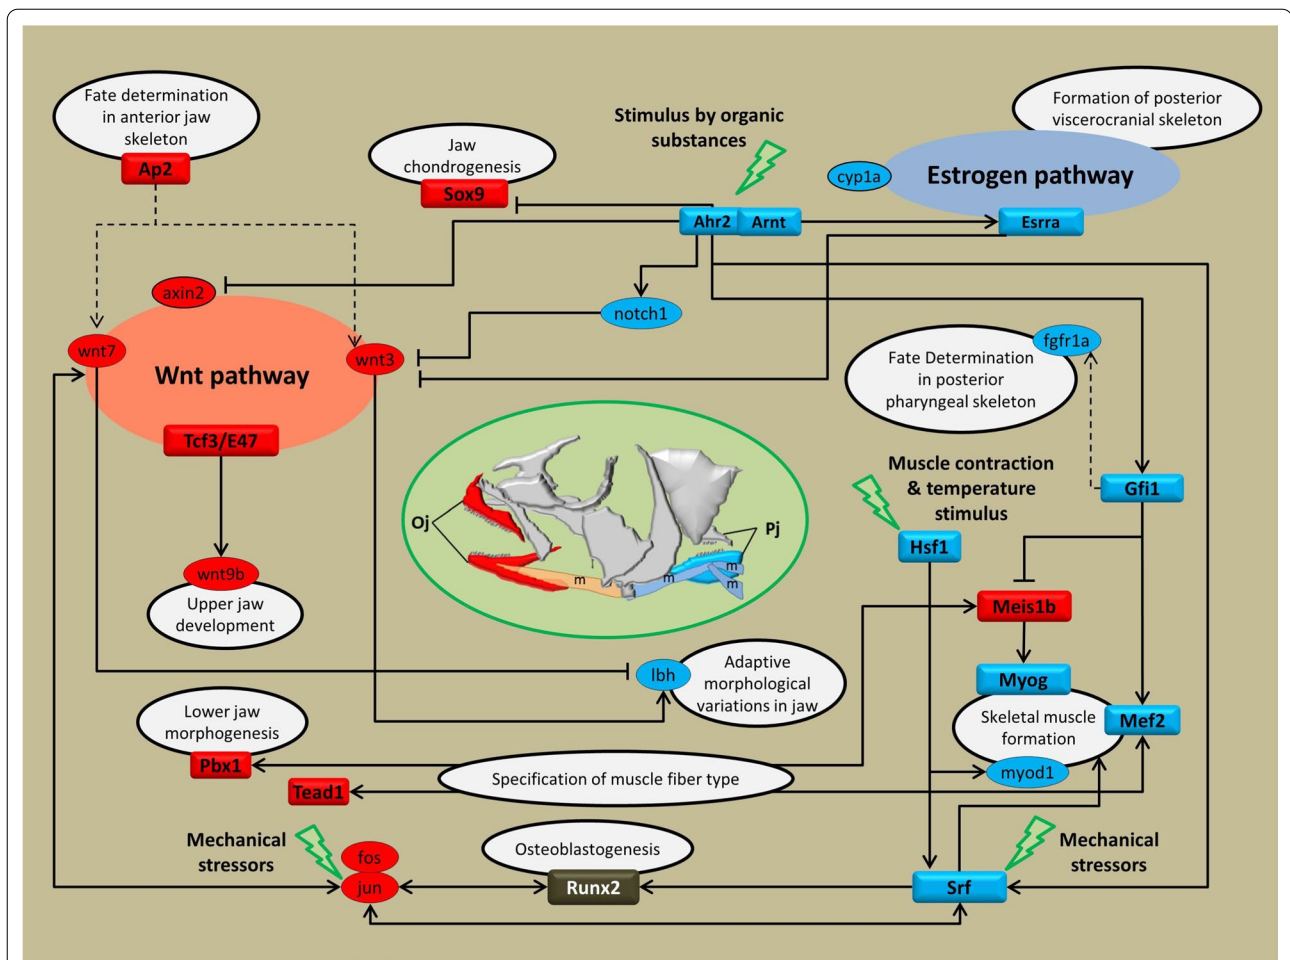 Fate determination
in anterior jaw
skeleton
Ap2
Jaw
chondrogenesis
Sox9
Stimulus by organic
substances
Formation of posterior
viscerocranial skeleton
cyp1a
Estrogen pathway
Ahr2
Arnt
Esrra
axin2
notch1
wnt7
wnt3
Wnt pathway
fgfr1a
Fate Determination
in posterior
pharyngeal skeleton
Tcf3/E47
Muscle contraction
& temperature
stimulus
Gfi1
Oj
Pj
Hsf1
m
m
m
m
wnt9b
Upper jaw
development
Meis1b
lbh
Adaptive
morphological
variations in jaw
Myog
Lower jaw
morphogenesis
Skeletal muscle
formation
Mef2
Pbx1
Specification of muscle fiber type
myod1
Tead1
Mechanical
stressors
fos
jun
Osteoblastogenesis
Runx2
Srf
Mechanical
stressors